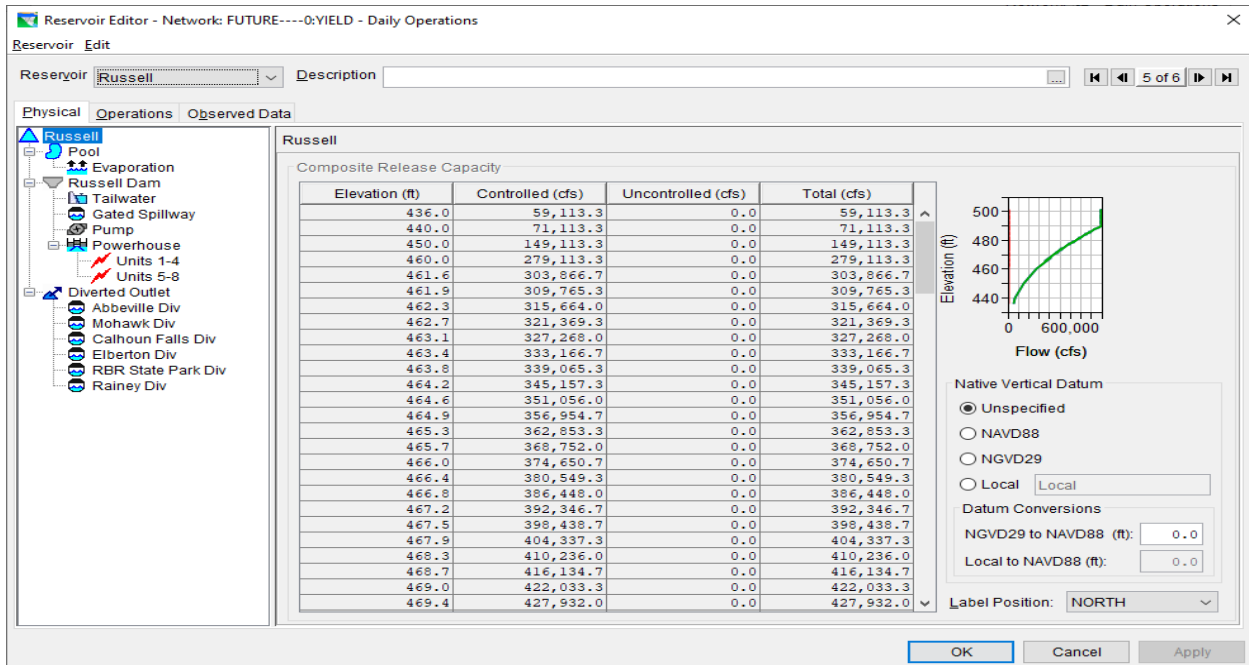 Reservoir Editor - Network: FUTURE----0:YIELD - Daily Operations
Reservoir Edit
Reservoir Russell Description ... 5 of 6
Physical Operations Observed Data
Russell
Pool
Evaporation
Russell Dam
Tailwater
Gated Spillway
Pump
Powerhouse
Units 1-4
Units 5-8
Diverted Outlet
Abbeville Div
Mohawk Div
Calhoun Falls Div
Elberton Div
RBR State Park Div
Rainey Div
Russell
Composite Release Capacity
Elevation (ft) Controlled (cfs) Uncontrolled (cfs) Total (cfs)
436.0 59,113.3 0.0 59,113.3
440.0 71,113.3 0.0 71,113.3
450.0 149,113.3 0.0 149,113.3
460.0 279,113.3 0.0 279,113.3
461.6 303,866.7 0.0 303,866.7
461.9 309,765.3 0.0 309,765.3
462.3 315,664.0 0.0 315,664.0
462.7 321,369.3 0.0 321,369.3
463.1 327,268.0 0.0 327,268.0
463.4 333,166.7 0.0 333,166.7
463.8 339,065.3 0.0 339,065.3
464.2 345,157.3 0.0 345,157.3
464.6 351,056.0 0.0 351,056.0
464.9 356,954.7 0.0 356,954.7
465.3 362,853.3 0.0 362,853.3
465.7 368,752.0 0.0 368,752.0
466.0 374,650.7 0.0 374,650.7
466.4 380,549.3 0.0 380,549.3
466.8 386,448.0 0.0 386,448.0
467.2 392,346.7 0.0 392,346.7
467.5 398,438.7 0.0 398,438.7
467.9 404,337.3 0.0 404,337.3
468.3 410,236.0 0.0 410,236.0
468.7 416,134.7 0.0 416,134.7
469.0 422,033.3 0.0 422,033.3
469.4 427,932.0 0.0 427,932.0
Elevation (ft)
500
480
460
440
0 600,000
Flow (cfs)
Native Vertical Datum
Unspecified
NAVD88
NGVD29
Local Local
Datum Conversions
NGVD29 to NAVD88 (ft): 0.0
Local to NAVD88 (ft): 0.0
Label Position: NORTH
OK Cancel Apply